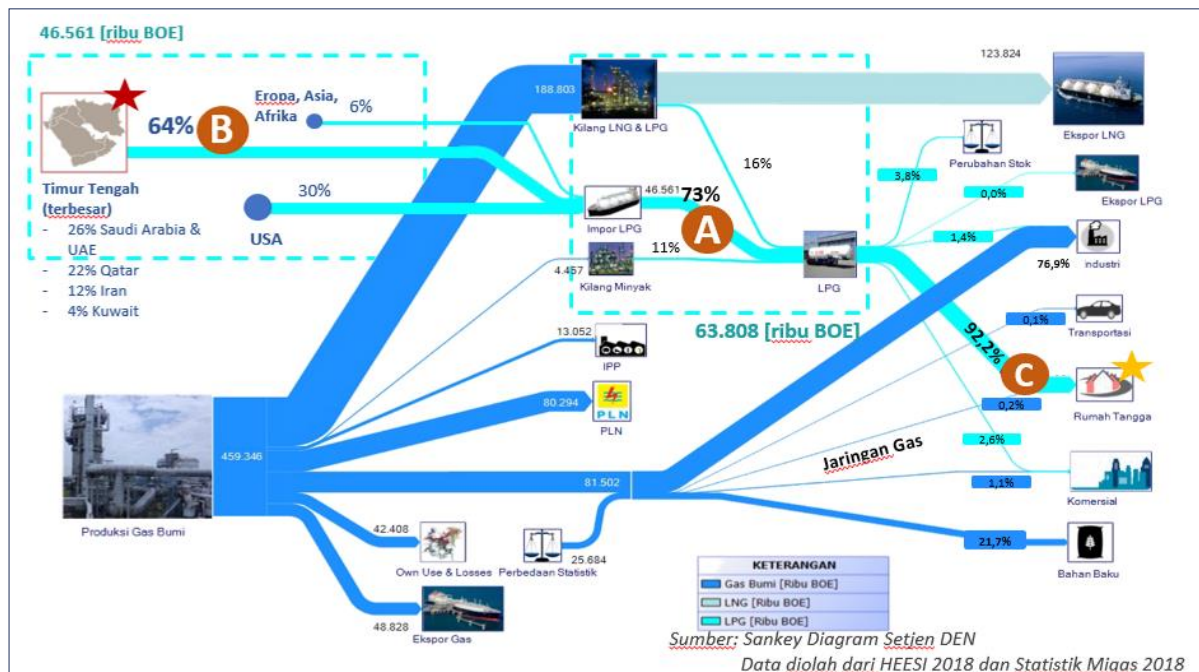 46.561 [ribu BOE]
Eropa, Asia,
Afrika
6%
64%
B
Timur Tengah
(terbesar)
- 26% Saudi Arabia &
UAE
- 22% Qatar
- 12% Iran
- 4% Kuwait
30%
USA
188.803
Kilang LNG & LPG
123.824
Ekspor LNG
16%
46.561
73%
A
Impor LPG
11%
4.457
Kilang Minyak
LPG
63.808 [ribu BOE]
Perubahan Stok
3,8%
0,0%
Ekspor LPG
1,4%
76,9%
Industri
0,1%
Transportasi
92,2%
C
0,2%
Rumah Tangga
Jaringan Gas
2,6%
1,1%
Komersial
21,7%
Bahan Baku
13.052
IPP
80.294
PLN
PLN
459.346
Produksi Gas Bumi
81.502
42.408
Own Use & Losses
25.684
Perbedaan Statistik
48.828
Ekspor Gas
KETERANGAN
Gas Bumi [Ribu BOE]
LNG [Ribu BOE]
LPG [Ribu BOE]
Sumber: Sankey Diagram Setjen DEN
Data diolah dari HEESI 2018 dan Statistik Migas 2018